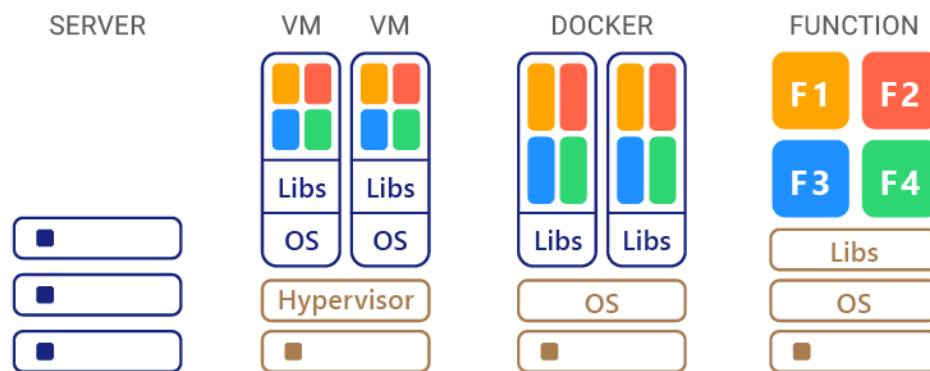 SERVER
VM VM
DOCKER
FUNCTION
Libs Libs
OS OS
Hypervisor
Libs Libs
OS
F1 F2
F3 F4
Libs
OS